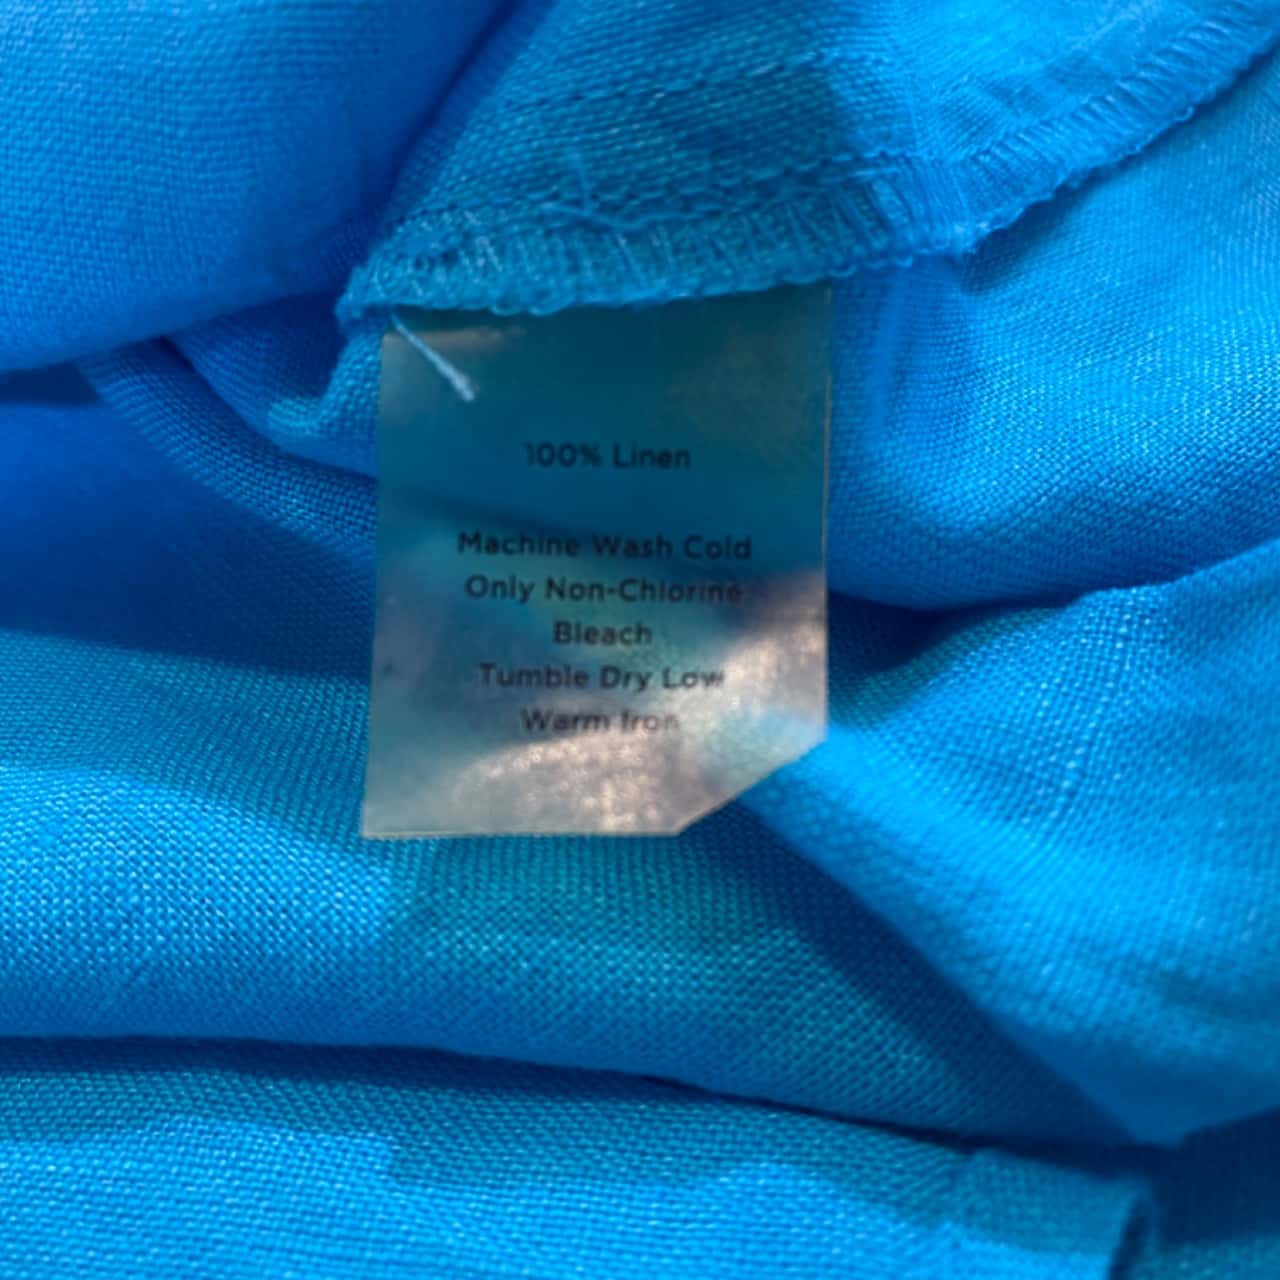 100% Linen
Machine Wash Cold
Only Non-Chlorine
Bleach
Tumble Dry Low
Warm Iron